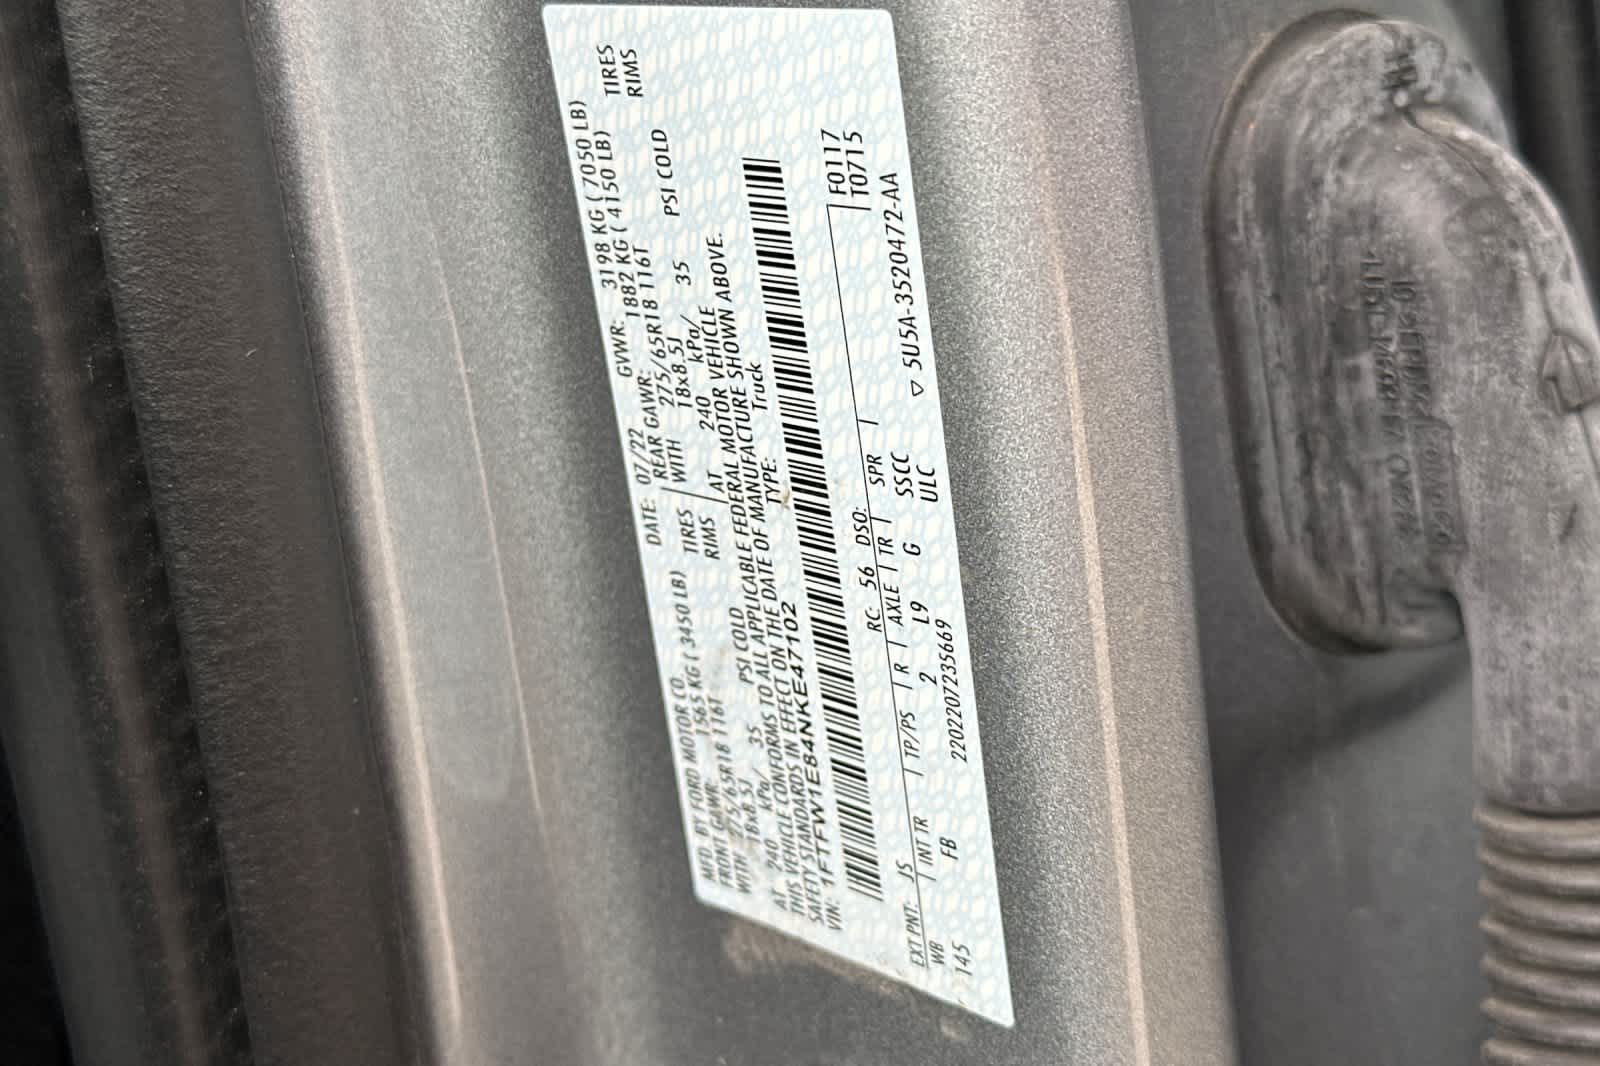 MFD. BY FORD MOTOR CO.
DATE: 07/22 GVWR: 3198 KG ( 7050 LB)
FRONT GAWR: 1565 KG ( 3450 LB)
REAR GAWR: 1882 KG ( 4150 LB)
WITH 275/65R18 116T TIRES
WITH 275/65R18 116T TIRES
18x8.5J RIMS
18x8.5J RIMS
AT 240 kPa/ 35 PSI COLD
AT 240 kPa/ 35 PSI COLD
THIS VEHICLE CONFORMS TO ALL APPLICABLE FEDERAL MOTOR VEHICLE
SAFETY STANDARDS IN EFFECT ON THE DATE OF MANUFACTURE SHOWN ABOVE.
VIN: 1FTFW1E84NKE47102 TYPE: Truck
F0117
T0715
EXT PNT: JS RC: 56 DSO:
WB INT TR TP/PS R AXLE TR SPR
145 FB 2 L9 G SSCC
2202207235669 ULC
▽ 5U5A-3520472-AA